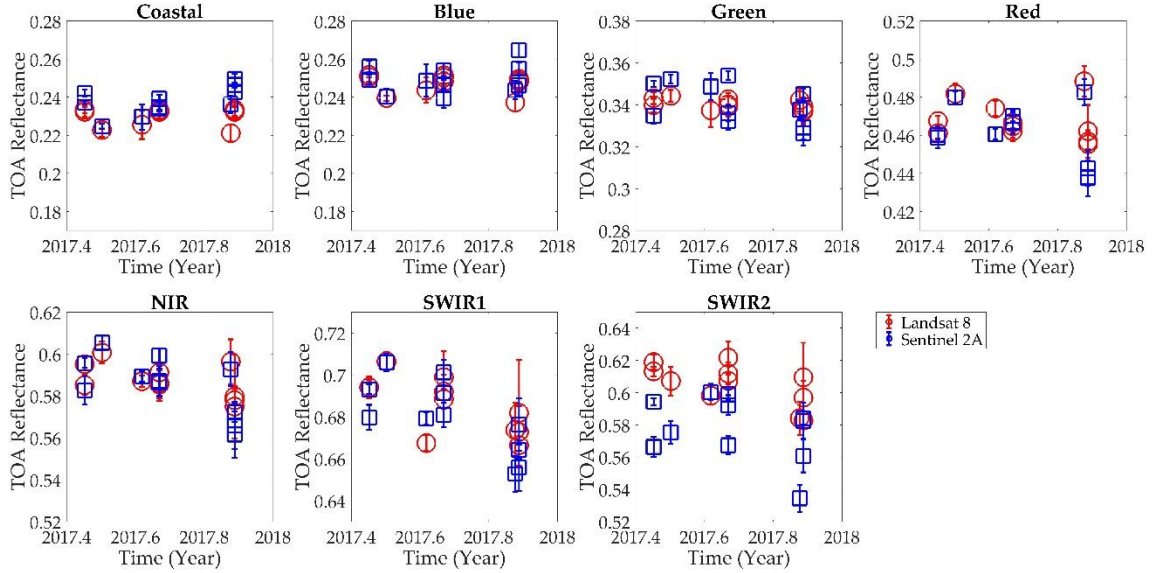 Coastal
0.28
0.26
0.24
0.22
0.2
0.18
TOA Reflectance
2017.4 2017.6 2017.8 2018
Time (Year)
Blue
0.28
0.26
0.24
0.22
0.2
0.18
TOA Reflectance
2017.4 2017.6 2017.8 2018
Time (Year)
Green
0.38
0.36
0.34
0.32
0.3
0.28
TOA Reflectance
2017.4 2017.6 2017.8 2018
Time (Year)
Red
0.52
0.5
0.48
0.46
0.44
0.42
TOA Reflectance
2017.4 2017.6 2017.8 2018
Time (Year)
NIR
0.62
0.6
0.58
0.56
0.54
0.52
TOA Reflectance
2017.4 2017.6 2017.8 2018
Time (Year)
SWIR1
0.72
0.7
0.68
0.66
0.64
TOA Reflectance
2017.4 2017.6 2017.8 2018
Time (Year)
SWIR2
0.64
0.62
0.6
0.58
0.56
0.54
0.52
TOA Reflectance
2017.4 2017.6 2017.8 2018
Time (Year)
Landsat 8
Sentinel 2A